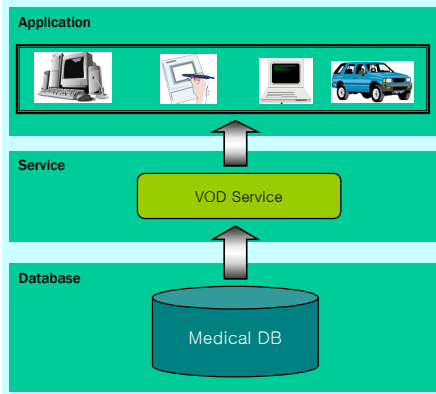 Application
Service
VOD Service
Database
Medical DB